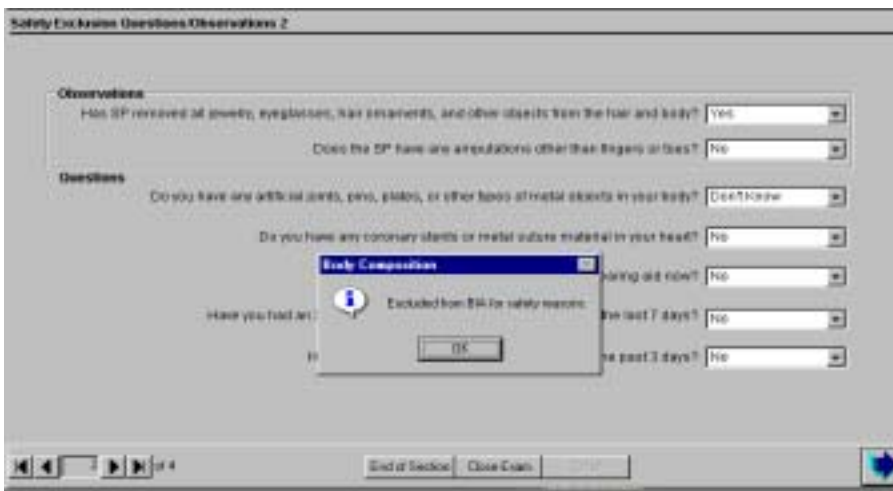 Safety Exclusion Questions/Observations 2
Observations
Has SP removed all jewelry, eyeglasses, hair ornaments, and other objects from the hair and body? Yes
Does the SP have any amputations other than fingers or toes? No
Questions
Do you have any artificial joints, pins, plates, or other types of metal objects in your body? Don't Know
Do you have any coronary stents or metal suture material in your heart? No
Body Composition
aring aid now? No
Excluded from BIA for safety reasons
Have you had an
the last 7 days? No
OK
H
he past 3 days? No
of 4
End of Section Close Exam